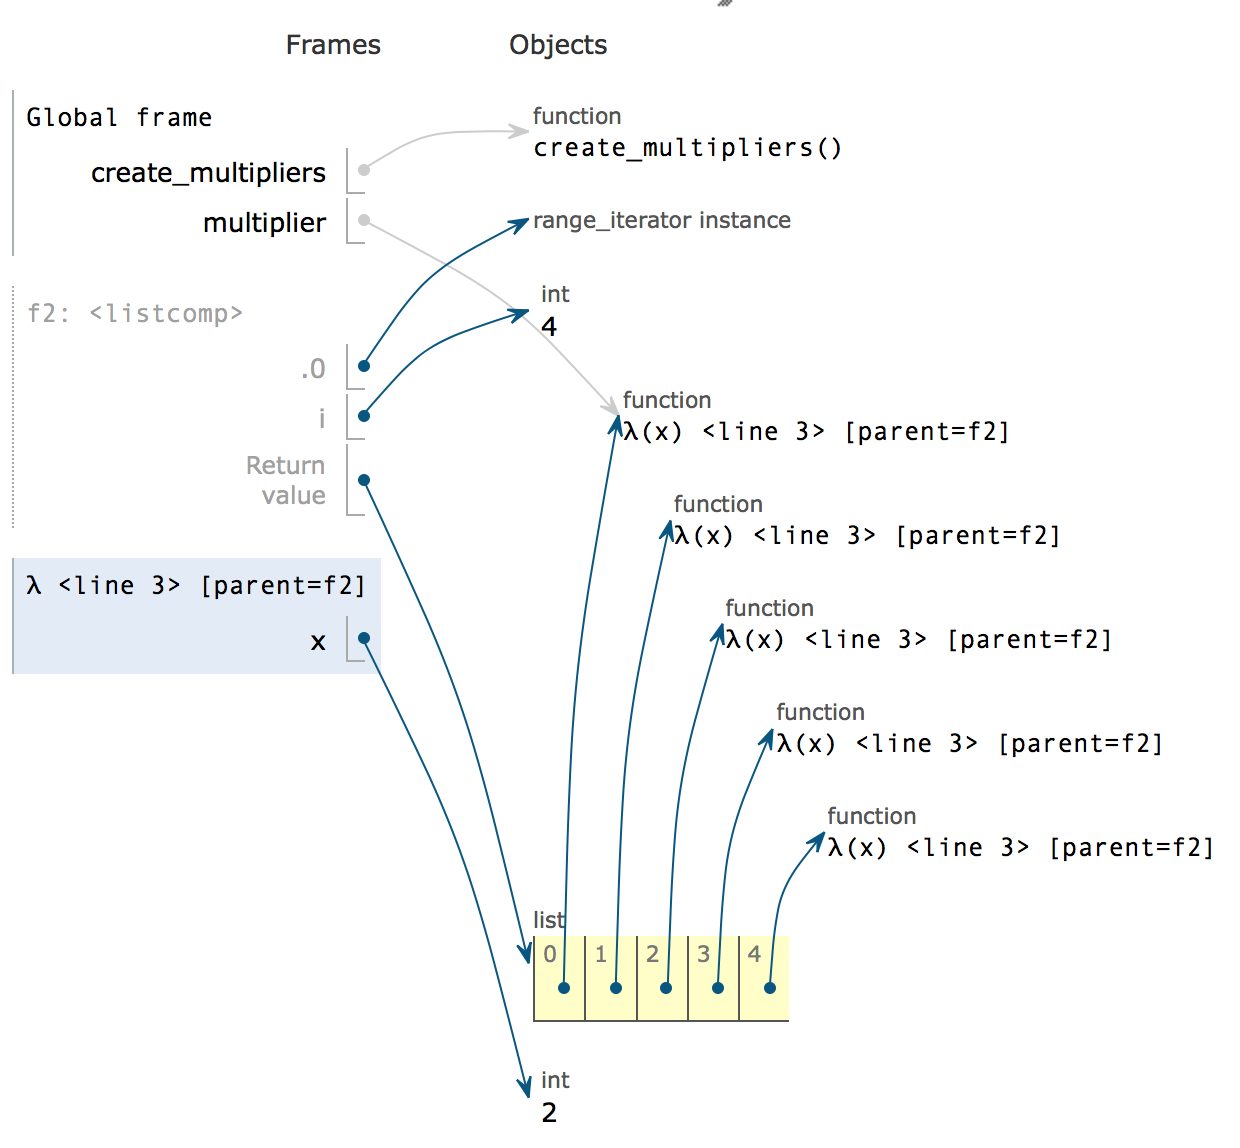 Frames Objects
Global frame
create_multipliers
multiplier
function
create_multipliers()
range_iterator instance
int
4
f2: <listcomp>
.0
i
Return
value
function
λ(x) <line 3> [parent=f2]
function
λ(x) <line 3> [parent=f2]
λ <line 3> [parent=f2]
x
function
λ(x) <line 3> [parent=f2]
function
λ(x) <line 3> [parent=f2]
function
λ(x) <line 3> [parent=f2]
list
0 1 2 3 4
int
2